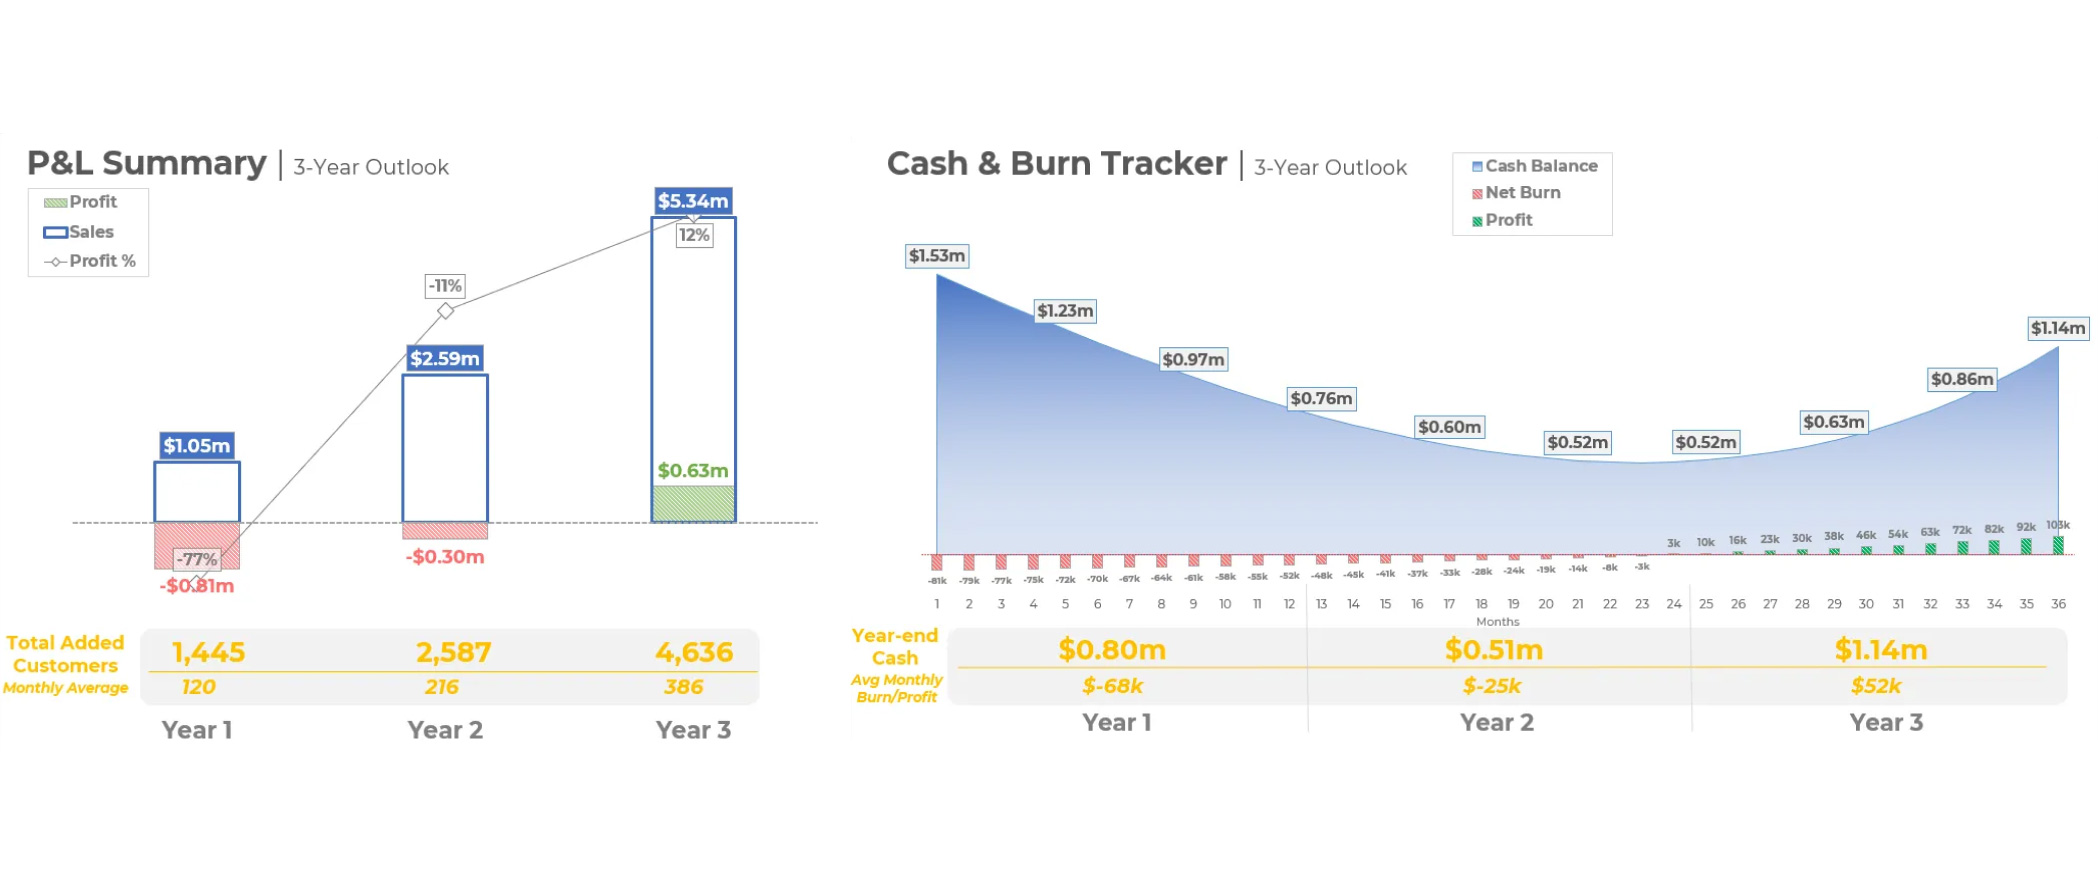 P&L Summary | 3-Year Outlook
Profit
Sales
Profit %
$5.34m
12%
-11%
$2.59m
$1.05m
$0.63m
-77%
-$0.81m
-$0.30m
Total Added
Customers
Monthly Average
1,445 2,587 4,636
120 216 386
Year 1 Year 2 Year 3
Cash & Burn Tracker | 3-Year Outlook
Cash Balance
Net Burn
Profit
$1.53m
$1.23m
$0.97m
$0.76m
$0.60m
$0.52m
$0.52m
$0.63m
$0.86m
$1.14m
3k 10k 16k 23k 30k 38k 46k 54k 63k 72k 82k 92k 103k
-81k -79k -77k -75k -72k -70k -67k -64k -61k -58k -55k -52k -48k -45k -41k -37k -33k -28k -24k -19k -14k -8k -3k
1 2 3 4 5 6 7 8 9 10 11 12 13 14 15 16 17 18 19 20 21 22 23 24 25 26 27 28 29 30 31 32 33 34 35 36
Months
Year-end
Cash
Avg Monthly
Burn/Profit
$0.80m $0.51m $1.14m
$-68k $-25k $52k
Year 1 Year 2 Year 3